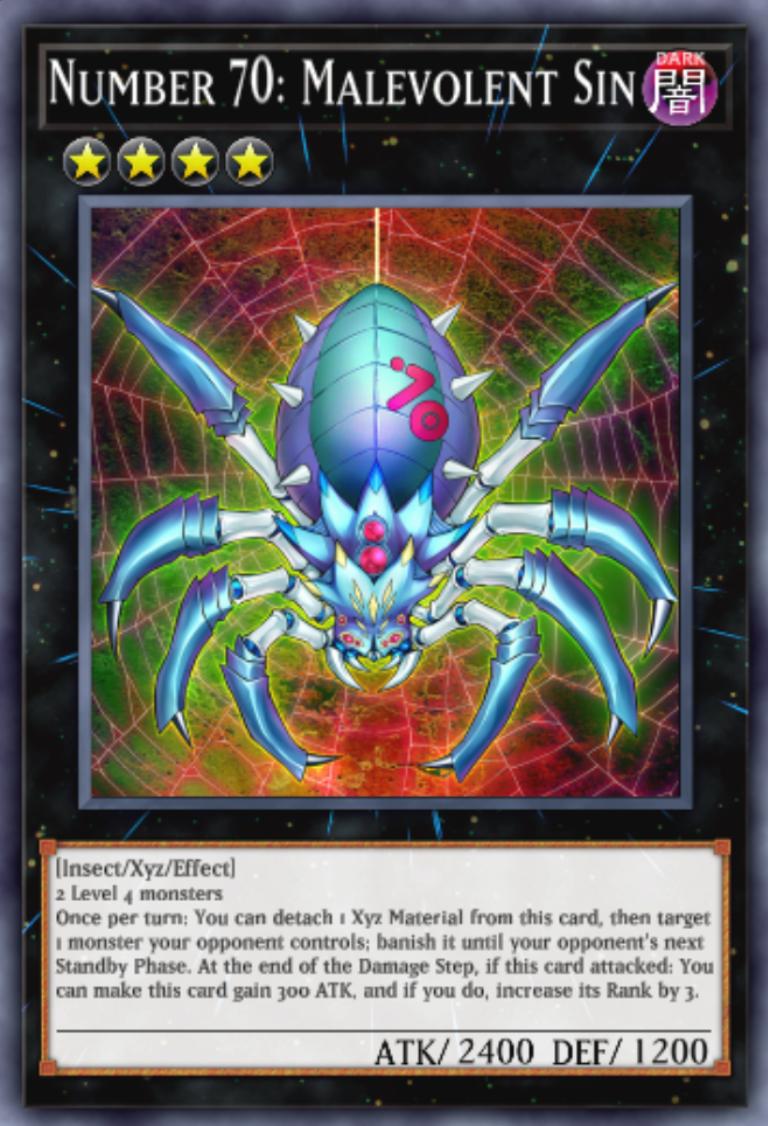 NUMBER 70: MALEVOLENT SIN
DARK
闇
70
[Insect/Xyz/Effect]
2 Level 4 monsters
Once per turn: You can detach 1 Xyz Material from this card, then target
1 monster your opponent controls; banish it until your opponent's next
Standby Phase. At the end of the Damage Step, if this card attacked: You
can make this card gain 300 ATK, and if you do, increase its Rank by 3.
ATK/ 2400 DEF/ 1200